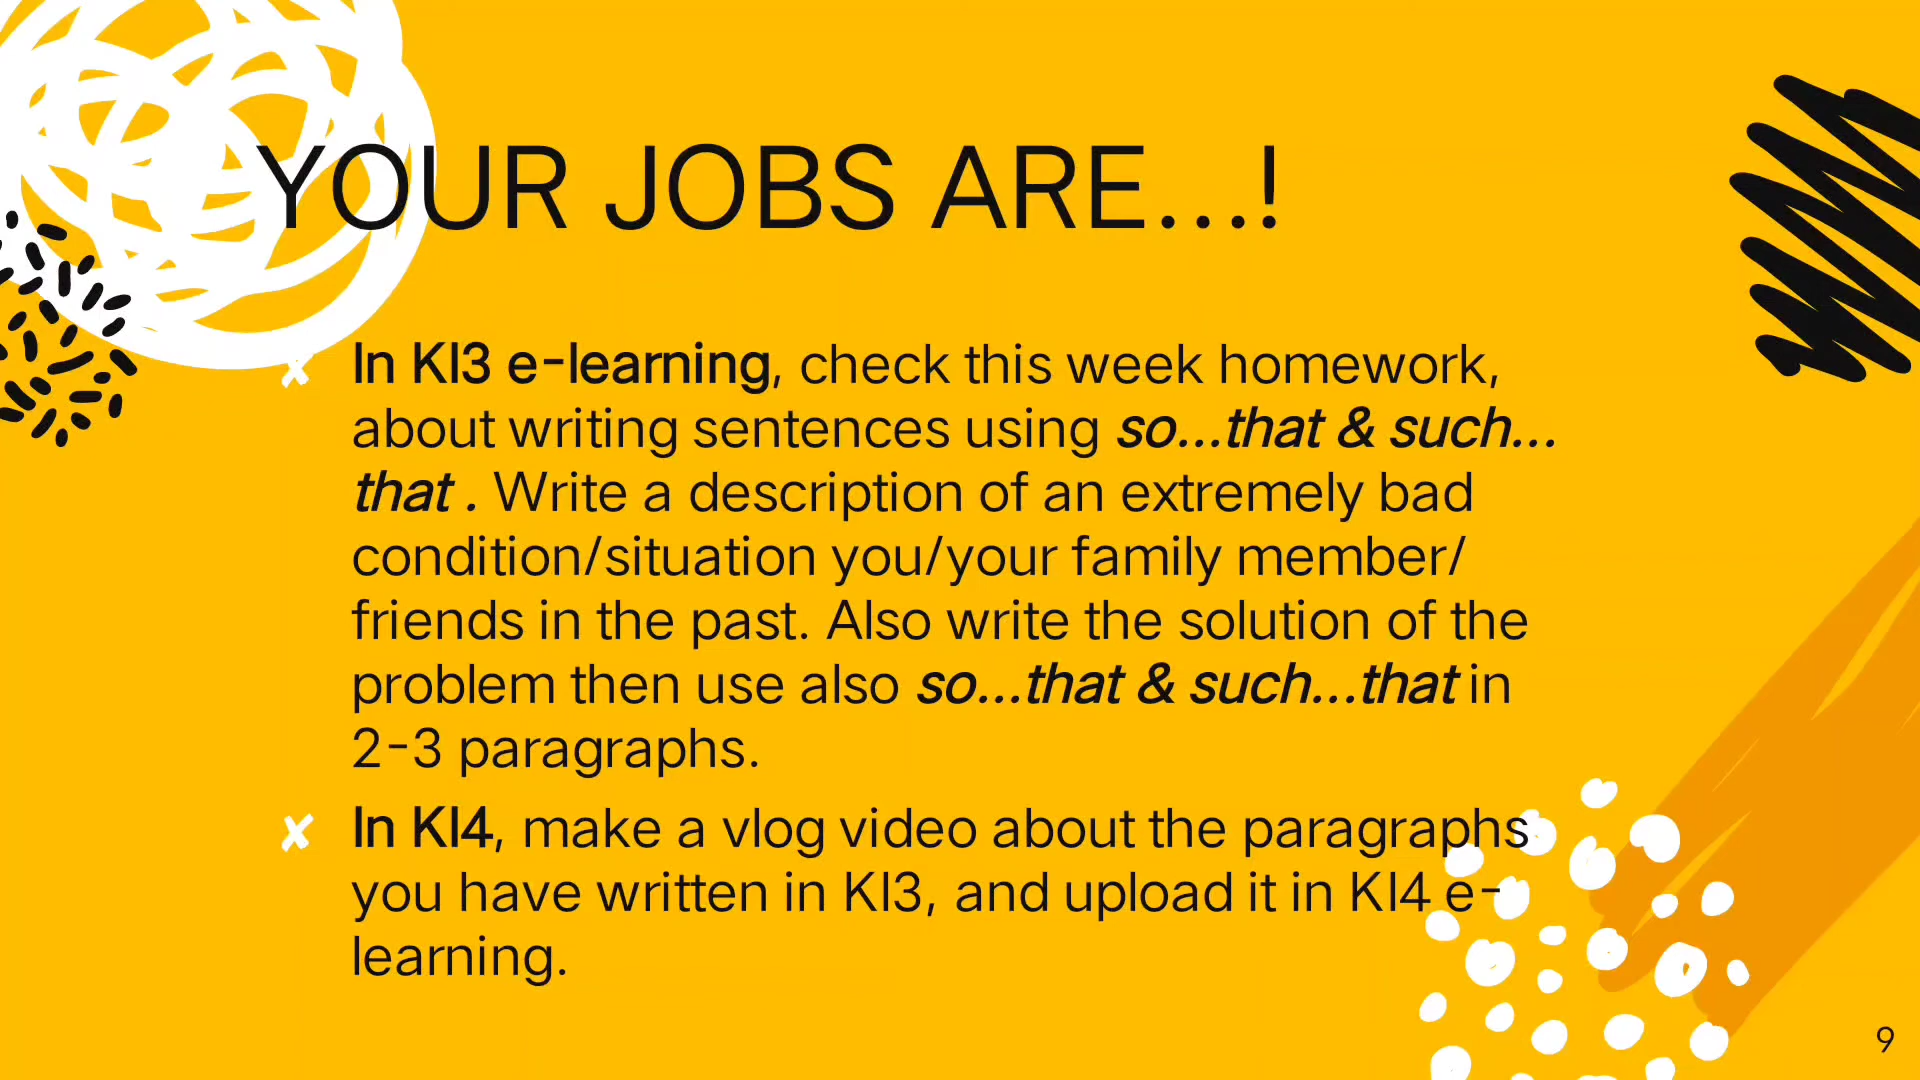 YOUR JOBS ARE...!
✘ In KI3 e-learning, check this week homework,
about writing sentences using so...that & such...
that . Write a description of an extremely bad
condition/situation you/your family member/
friends in the past. Also write the solution of the
problem then use also so...that & such...that in
2-3 paragraphs.
✘ In KI4, make a vlog video about the paragraphs
you have written in KI3, and upload it in KI4 e-
learning.
9